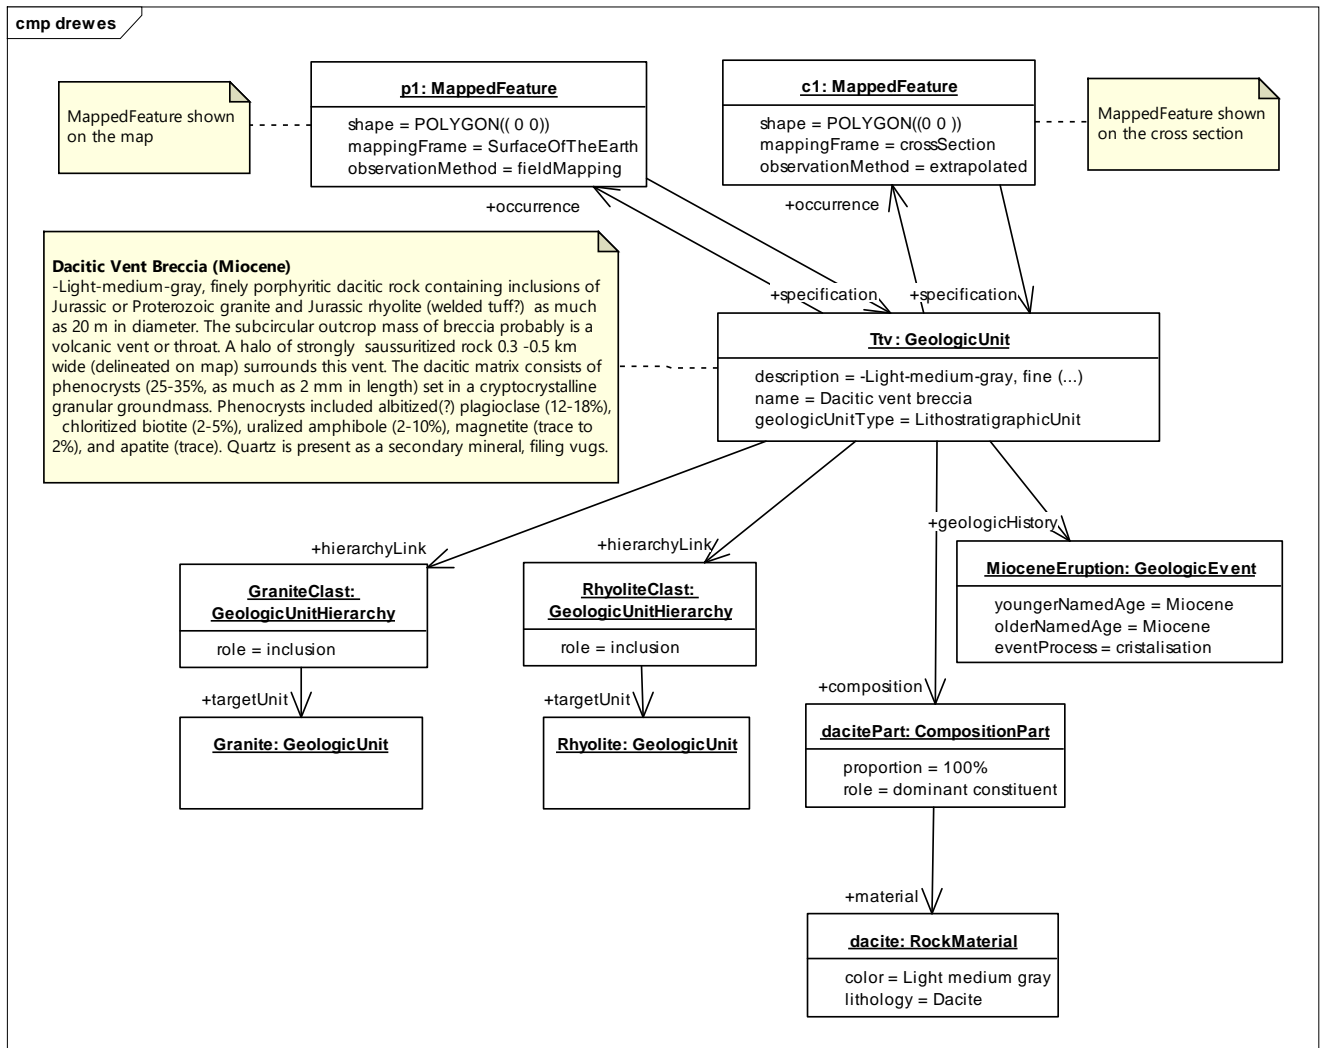 cmp drewes
MappedFeature shown
on the map
p1: MappedFeature
shape = POLYGON(( 0 0))
mappingFrame = SurfaceOfTheEarth
observationMethod = fieldMapping
c1: MappedFeature
shape = POLYGON((0 0 ))
mappingFrame = crossSection
observationMethod = extrapolated
MappedFeature shown
on the cross section
+occurrence
+occurrence
Dacitic Vent Breccia (Miocene)
-Light-medium-gray, finely porphyritic dacitic rock containing inclusions of
Jurassic or Proterozoic granite and Jurassic rhyolite (welded tuff?) as much
as 20 m in diameter. The subcircular outcrop mass of breccia probably is a
volcanic vent or throat. A halo of strongly saussuritized rock 0.3 -0.5 km
wide (delineated on map) surrounds this vent. The dacitic matrix consists of
phenocrysts (25-35%, as much as 2 mm in length) set in a cryptocrystalline
granular groundmass. Phenocrysts included albitized(?) plagioclase (12-18%),
chloritized biotite (2-5%), uralized amphibole (2-10%), magnetite (trace to
2%), and apatite (trace). Quartz is present as a secondary mineral, filing vugs.
+specification
+specification
Ttv: GeologicUnit
description = -Light-medium-gray, fine (...)
name = Dacitic vent breccia
geologicUnitType = LithostratigraphicUnit
+hierarchyLink
+hierarchyLink
+geologicHistory
GraniteClast:
GeologicUnitHierarchy
role = inclusion
RhyoliteClast:
GeologicUnitHierarchy
role = inclusion
MioceneEruption: GeologicEvent
youngerNamedAge = Miocene
olderNamedAge = Miocene
eventProcess = cristalisation
+targetUnit
+targetUnit
+composition
Granite: GeologicUnit
Rhyolite: GeologicUnit
dacitePart: CompositionPart
proportion = 100%
role = dominant constituent
+material
dacite: RockMaterial
color = Light medium gray
lithology = Dacite